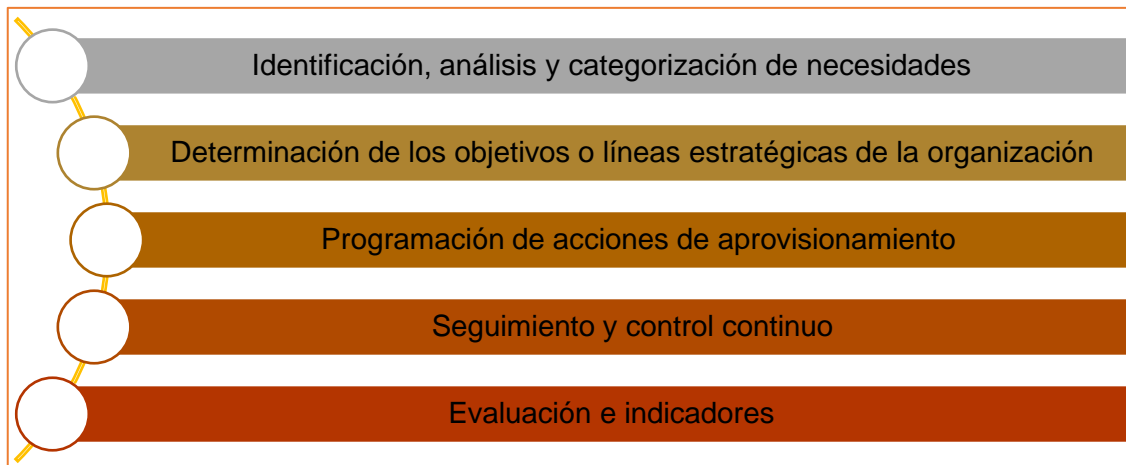 Identificación, análisis y categorización de necesidades
Determinación de los objetivos o líneas estratégicas de la organización
Programación de acciones de aprovisionamiento
Seguimiento y control continuo
Evaluación e indicadores